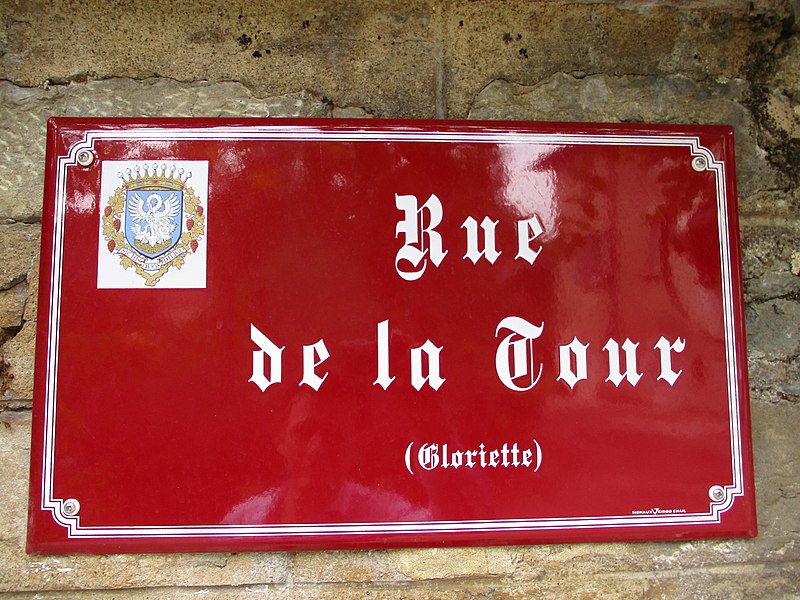 Rue
de la Tour
(Gloriette)